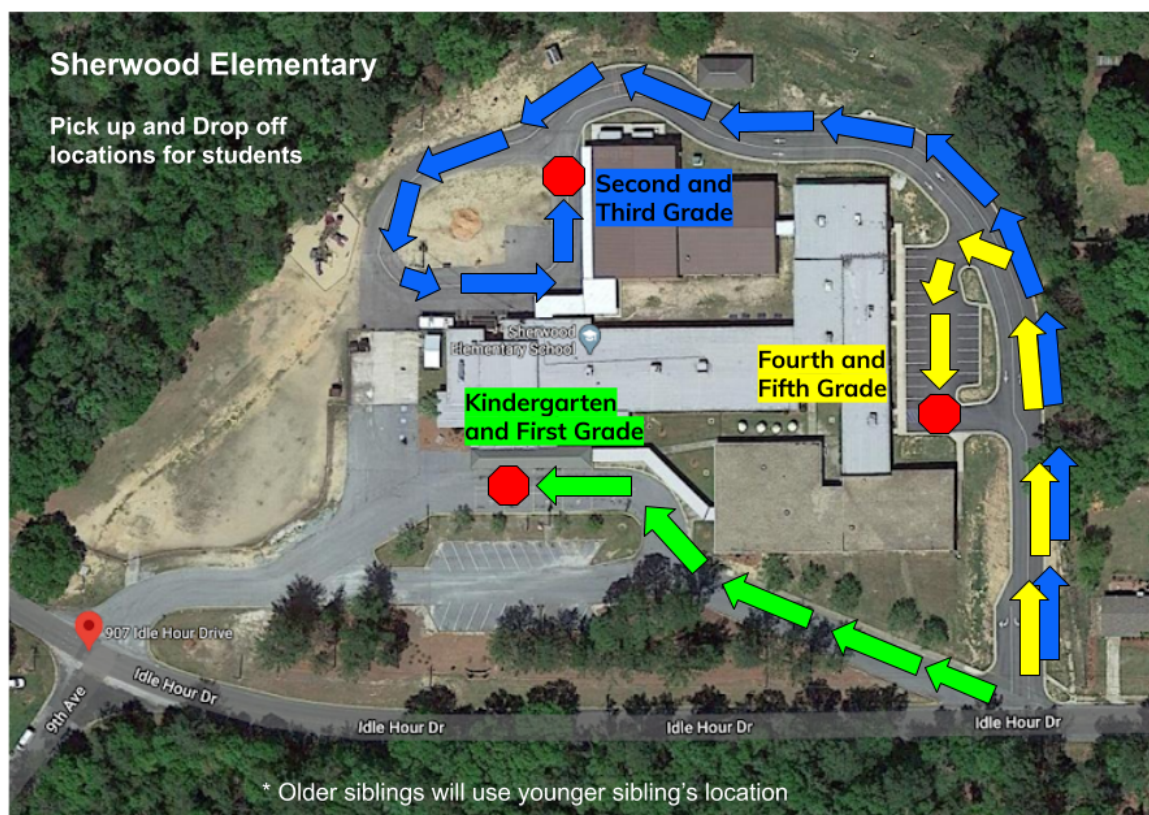 Sherwood Elementary
Pick up and Drop off
locations for students
Second and
Third Grade
Sherwood
Elementary School
Fourth and
Fifth Grade
Kindergarten
and First Grade
907 Idle Hour Drive
Idle Hour Dr
9th Ave
Idle Hour Dr
Idle Hour Dr
Idle Hour Dr
* Older siblings will use younger sibling's location